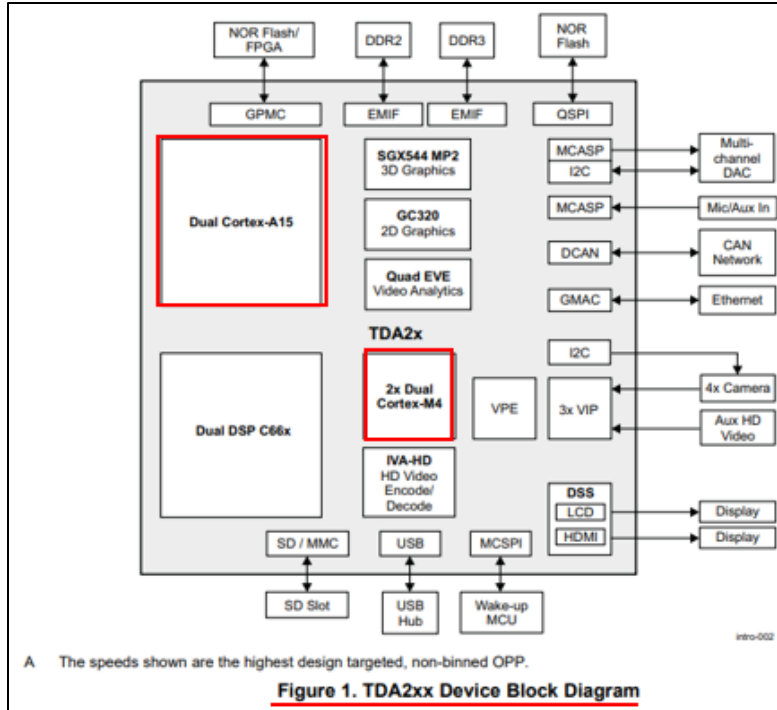 NOR Flash/
FPGA
DDR2
DDR3
NOR
Flash
GPMC
EMIF
EMIF
QSPI
Dual Cortex-A15
SGX544 MP2
3D Graphics
GC320
2D Graphics
Quad EVE
Video Analytics
TDA2x
MCASP
I2C
Multi-
channel
DAC
MCASP
Mic/Aux In
DCAN
CAN
Network
GMAC
Ethernet
I2C
4x Camera
Dual DSP C66x
2x Dual
Cortex-M4
VPE
3x VIP
Aux HD
Video
IVA-HD
HD Video
Encode/
Decode
DSS
LCD
HDMI
Display
Display
SD / MMC
USB
MCSPI
SD Slot
USB
Hub
Wake-up
MCU
intro-002
A The speeds shown are the highest design targeted, non-binned OPP.
Figure 1. TDA2xx Device Block Diagram